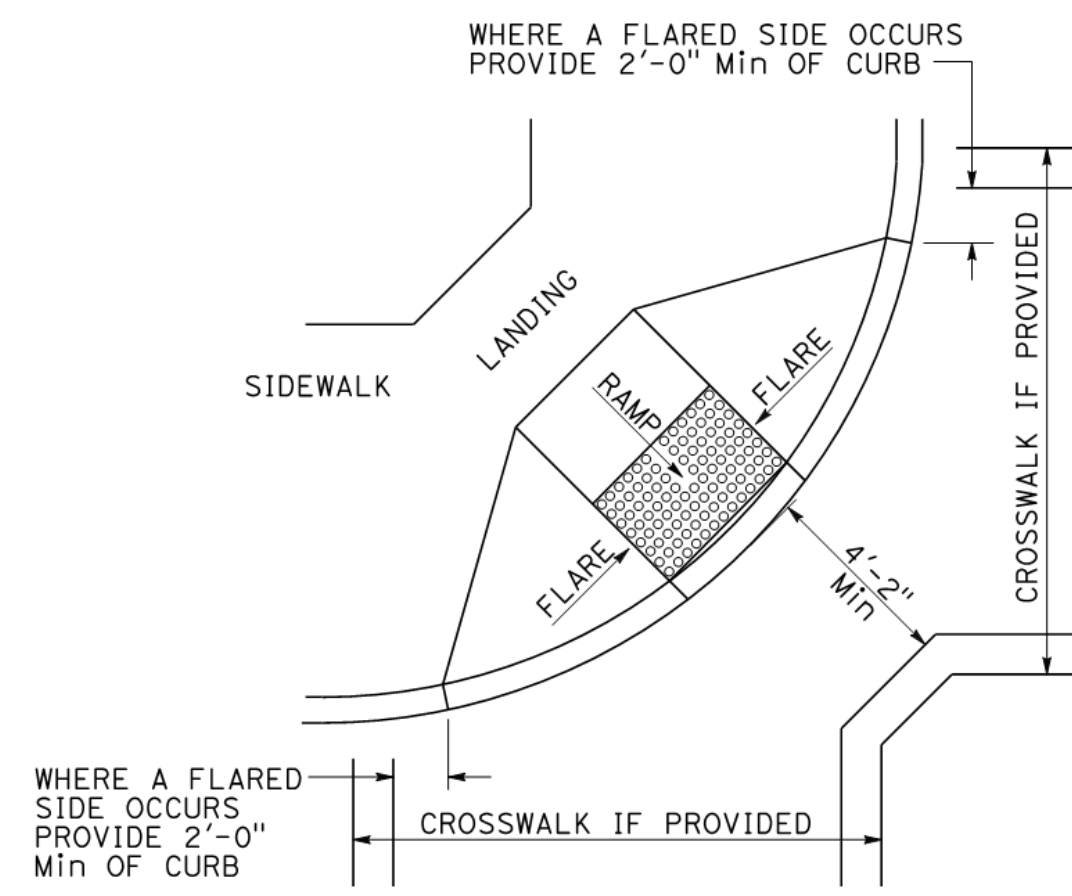 WHERE A FLARED SIDE OCCURS
PROVIDE 2'-0" Min OF CURB
LANDING
SIDEWALK
RAMP
FLARE
FLARE
CROSSWALK IF PROVIDED
4'-2"
Min
WHERE A FLARED
SIDE OCCURS
PROVIDE 2'-0"
Min OF CURB
CROSSWALK IF PROVIDED